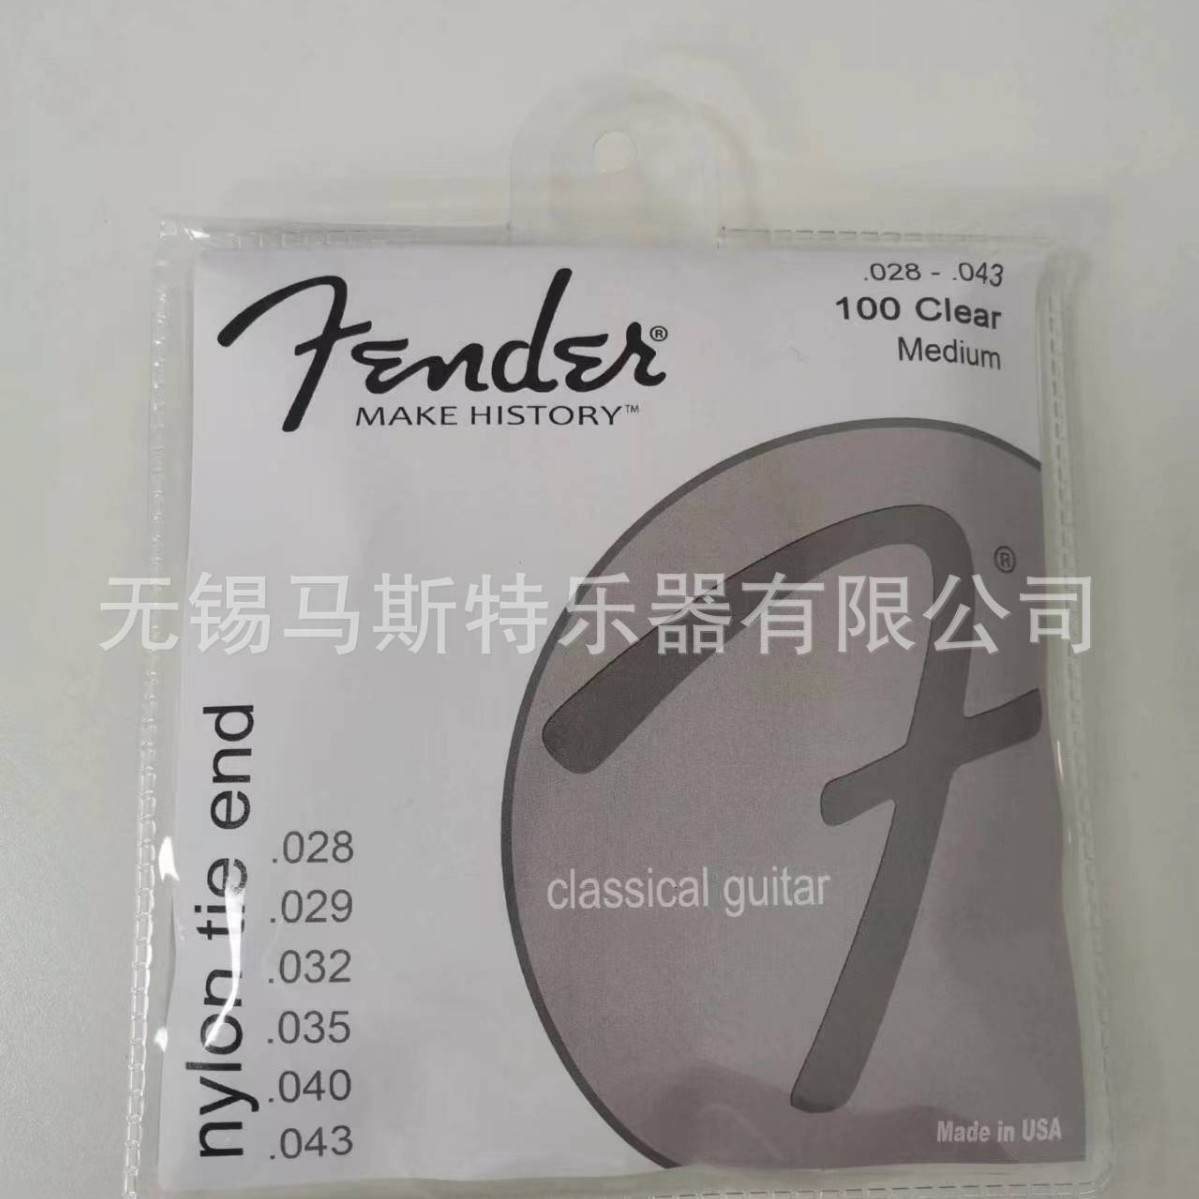 .028 - .043
100 Clear
Medium
Fender®
MAKE HISTORY™
®
无锡马斯特乐器有限公司
nylon tie end
.028
.029
.032
.035
.040
.043
classical guitar
Made in USA